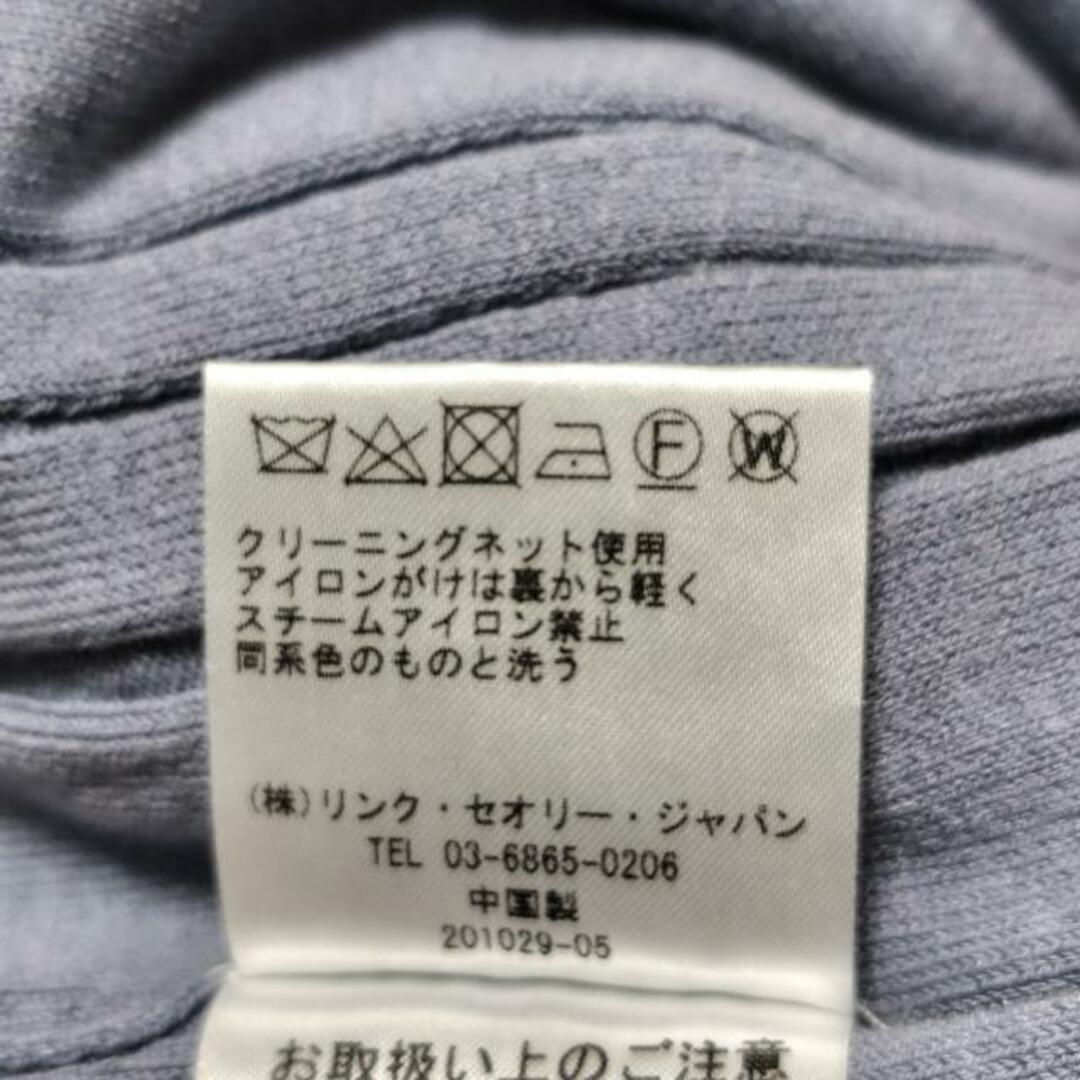 F W
クリーニングネット使用
アイロンがけは裏から軽く
スチームアイロン禁止
同系色のものと洗う
(株)リンク・セオリー・ジャパン
TEL 03-6865-0206
中国製
201029-05
お取扱い上のご注意